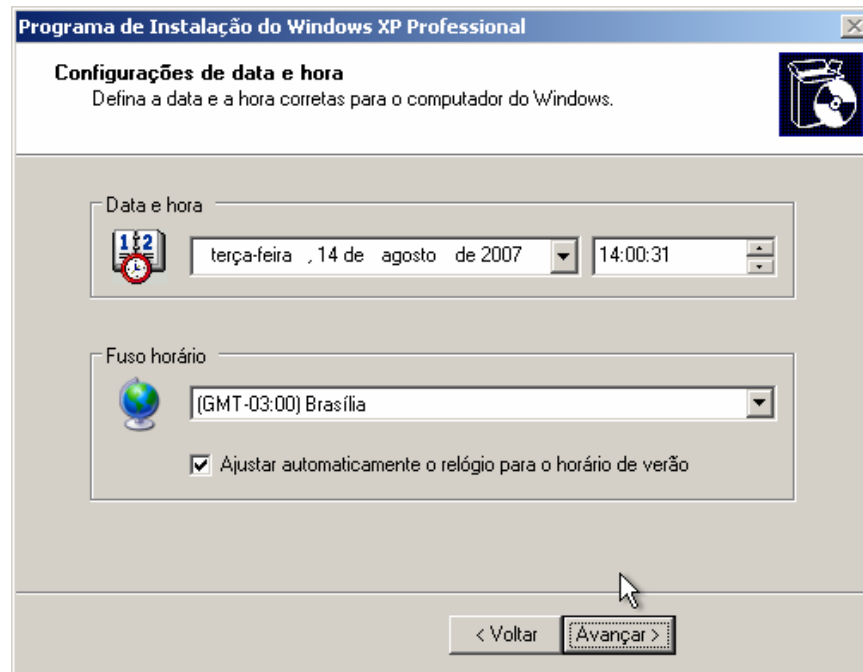 Programa de Instalação do Windows XP Professional
Configurações de data e hora
Defina a data e a hora corretas para o computador do Windows.
Data e hora
12
terça-feira , 14 de agosto de 2007
14:00:31
Fuso horário
(GMT-03:00) Brasília
Ajustar automaticamente o relógio para o horário de verão
< Voltar
Avançar >